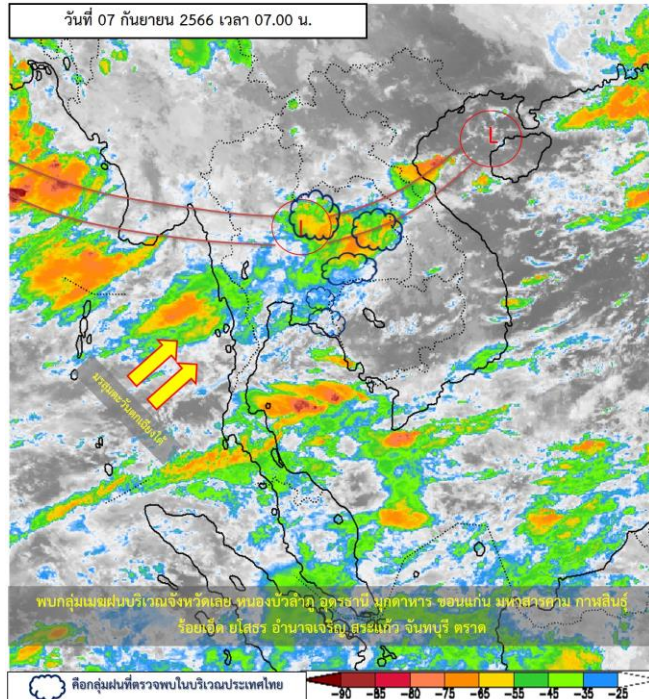 วันที่ 07 กันยายน 2566 เวลา 07.00 น.
L
L
มรสุมตะวันตกเฉียงใต้
พบกลุ่มเมฆฝนบริเวณจังหวัดเลย หนองบัวลำภู อุดรธานี มุกดาหาร ขอนแก่น มหาสารคาม กาฬสินธุ์
ร้อยเอ็ด ยโสธร อำนาจเจริญ สระแก้ว จันทบุรี ตราด
คือกลุ่มฝนที่ตรวจพบในบริเวณประเทศไทย
-90 -85 -80 -75 -65 -55 -45 -35 -25